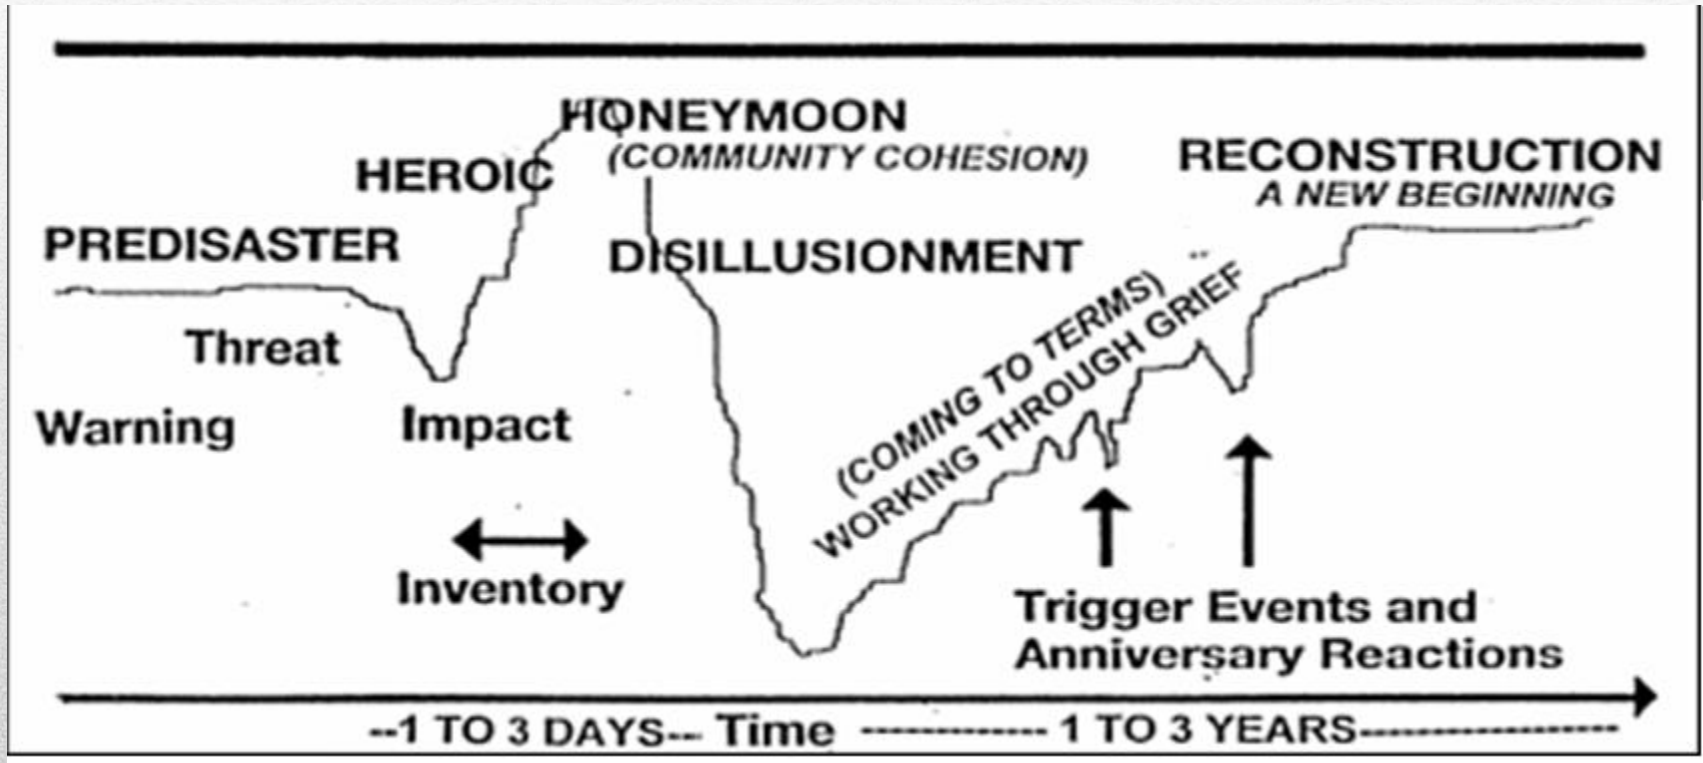 HONEYMOON
(COMMUNITY COHESION)
HEROIC
RECONSTRUCTION
A NEW BEGINNING
PREDISASTER
DISILLUSIONMENT
Threat
(COMING TO TERMS)
WORKING THROUGH GRIEF
Warning
Impact
Inventory
Trigger Events and
Anniversary Reactions
--1 TO 3 DAYS--- Time ------------- 1 TO 3 YEARS------------------